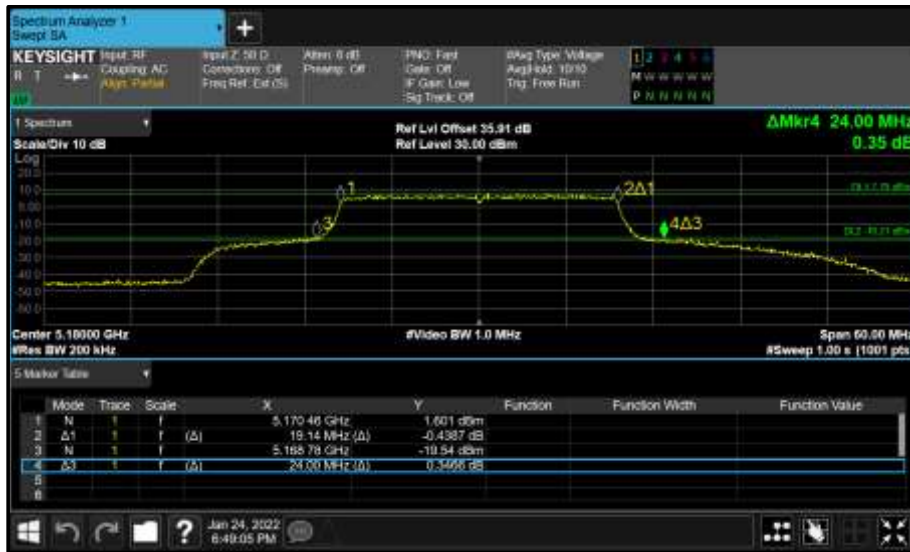 Spectrum Analyzer 1
Swept SA
+
KEYSIGHT Input: RF
R T Coupling: AC
Align: Partial
Input Z: 50 Ω
Corrections: Off
Freq Ref: Ext (S)
Atten: 6 dB
Preamp: Off
PNO: Fast
Gate: Off
IF Gain: Low
Sig Track: Off
#Avg Type: Voltage
Avg|Hold: 10/10
Trig: Free Run
1 2 3 4 5 6
M W W W W W
P N N N N N
1 Spectrum
Scale/Div 10 dB
Ref Lvl Offset 35.91 dB
Ref Level 30.00 dBm
ΔMkr4 24.00 MHz
0.35 dB
Log
20.0
10.0
0.00
-10.0
-20.0
-30.0
-40.0
-50.0
-60.0
1
2Δ1
3
4Δ3
Center 5.18000 GHz
#Res BW 200 kHz
#Video BW 1.0 MHz
Span 60.00 MHz
#Sweep 1.00 s (1001 pts)
5 Marker Table
Mode Trace Scale X Y Function Function Width Function Value
1 N 1 f 5.170 46 GHz 1.601 dBm
2 Δ1 1 f (Δ) 19.14 MHz (Δ) -0.4387 dB
3 N 1 f 5.168 78 GHz -19.54 dBm
4 Δ3 1 f (Δ) 24.00 MHz (Δ) 0.3466 dB
5
6
?
Jan 24, 2022
6:49:05 PM